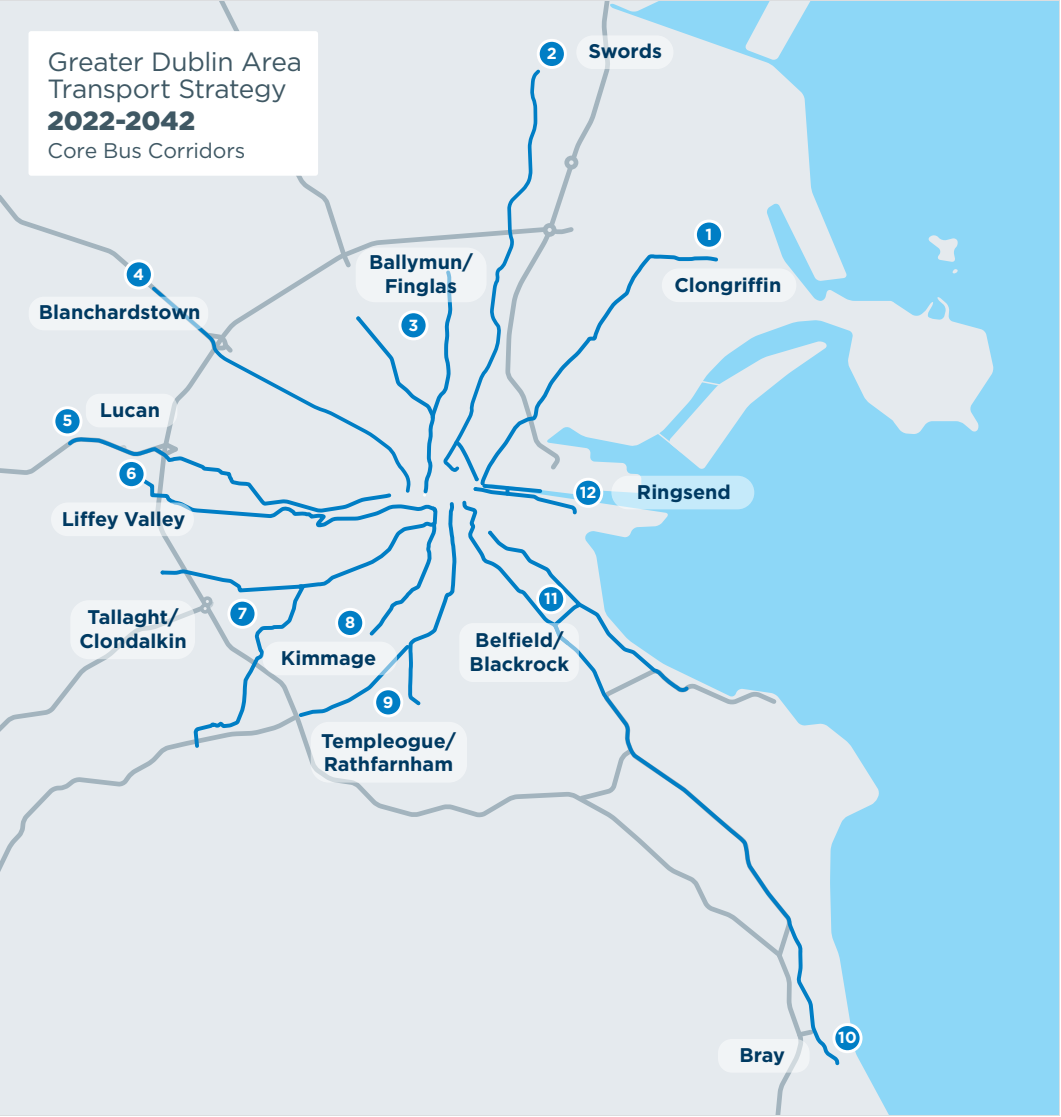 Greater Dublin Area
Transport Strategy
2022-2042
Core Bus Corridors
2
Swords
1
Clongriffin
Ballymun/
Finglas
3
4
Blanchardstown
Lucan
5
6
Liffey Valley
12
Ringsend
Tallaght/
Clondalkin
7
8
Kimmage
11
Belfield/
Blackrock
9
Templeogue/
Rathfarnham
10
Bray